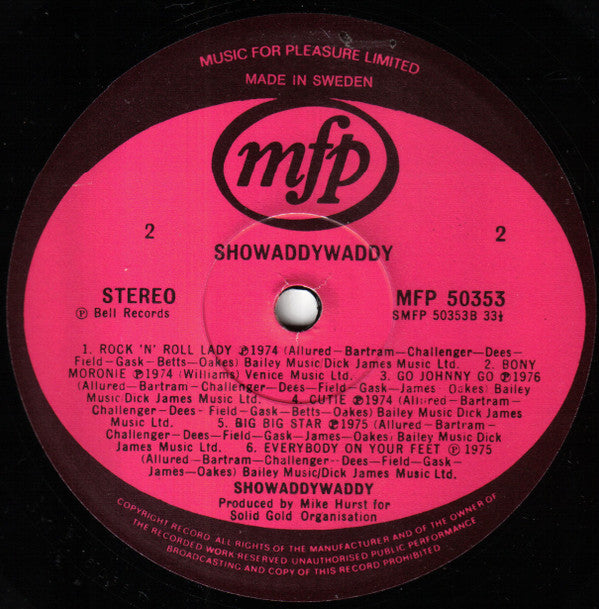 MUSIC FOR PLEASURE LIMITED
MADE IN SWEDEN
mfp
2
2
SHOWADDYWADDY
STEREO
MFP 50353
℗ Bell Records
SMFP 50353B 33⅓
1. ROCK 'N' ROLL LADY ℗1974 (Allured-Bartram-Challenger-Dees-
Field-Gask-Betts-Oakes) Bailey Music Dick James Music Ltd. 2. BONY
MORONIE ℗1974 (Williams) Venice Music Ltd. 3. GO JOHNNY GO ℗1976
(Allured-Bartram-Challenger-Dees-Field-Gask-James-Oakes) Bailey
Music Dick James Music Ltd. 4. CUTIE ℗1974 (Allured-Bartram-
Challenger-Dees-Field-Gask-Betts-Oakes) Bailey Music Dick James
Music Ltd. 5. BIG BIG STAR ℗1975 (Allured-Bartram-
Challenger-Dees-Field-Gask-James-Oakes) Bailey Music Dick
James Music Ltd. 6. EVERYBODY ON YOUR FEET ℗ 1975
(Allured-Bartram-Challenger-Dees-Field-Gask-
James-Oakes) Bailey Music/Dick James Music Ltd.
SHOWADDYWADDY
Produced by Mike Hurst for
Solid Gold Organisation
COPYRIGHT RECORD. ALL RIGHTS OF THE MANUFACTURER AND OF THE OWNER OF
THE RECORDED WORK RESERVED. UNAUTHORISED PUBLIC PERFORMANCE
BROADCASTING AND COPY OF THIS RECORD PROHIBITED